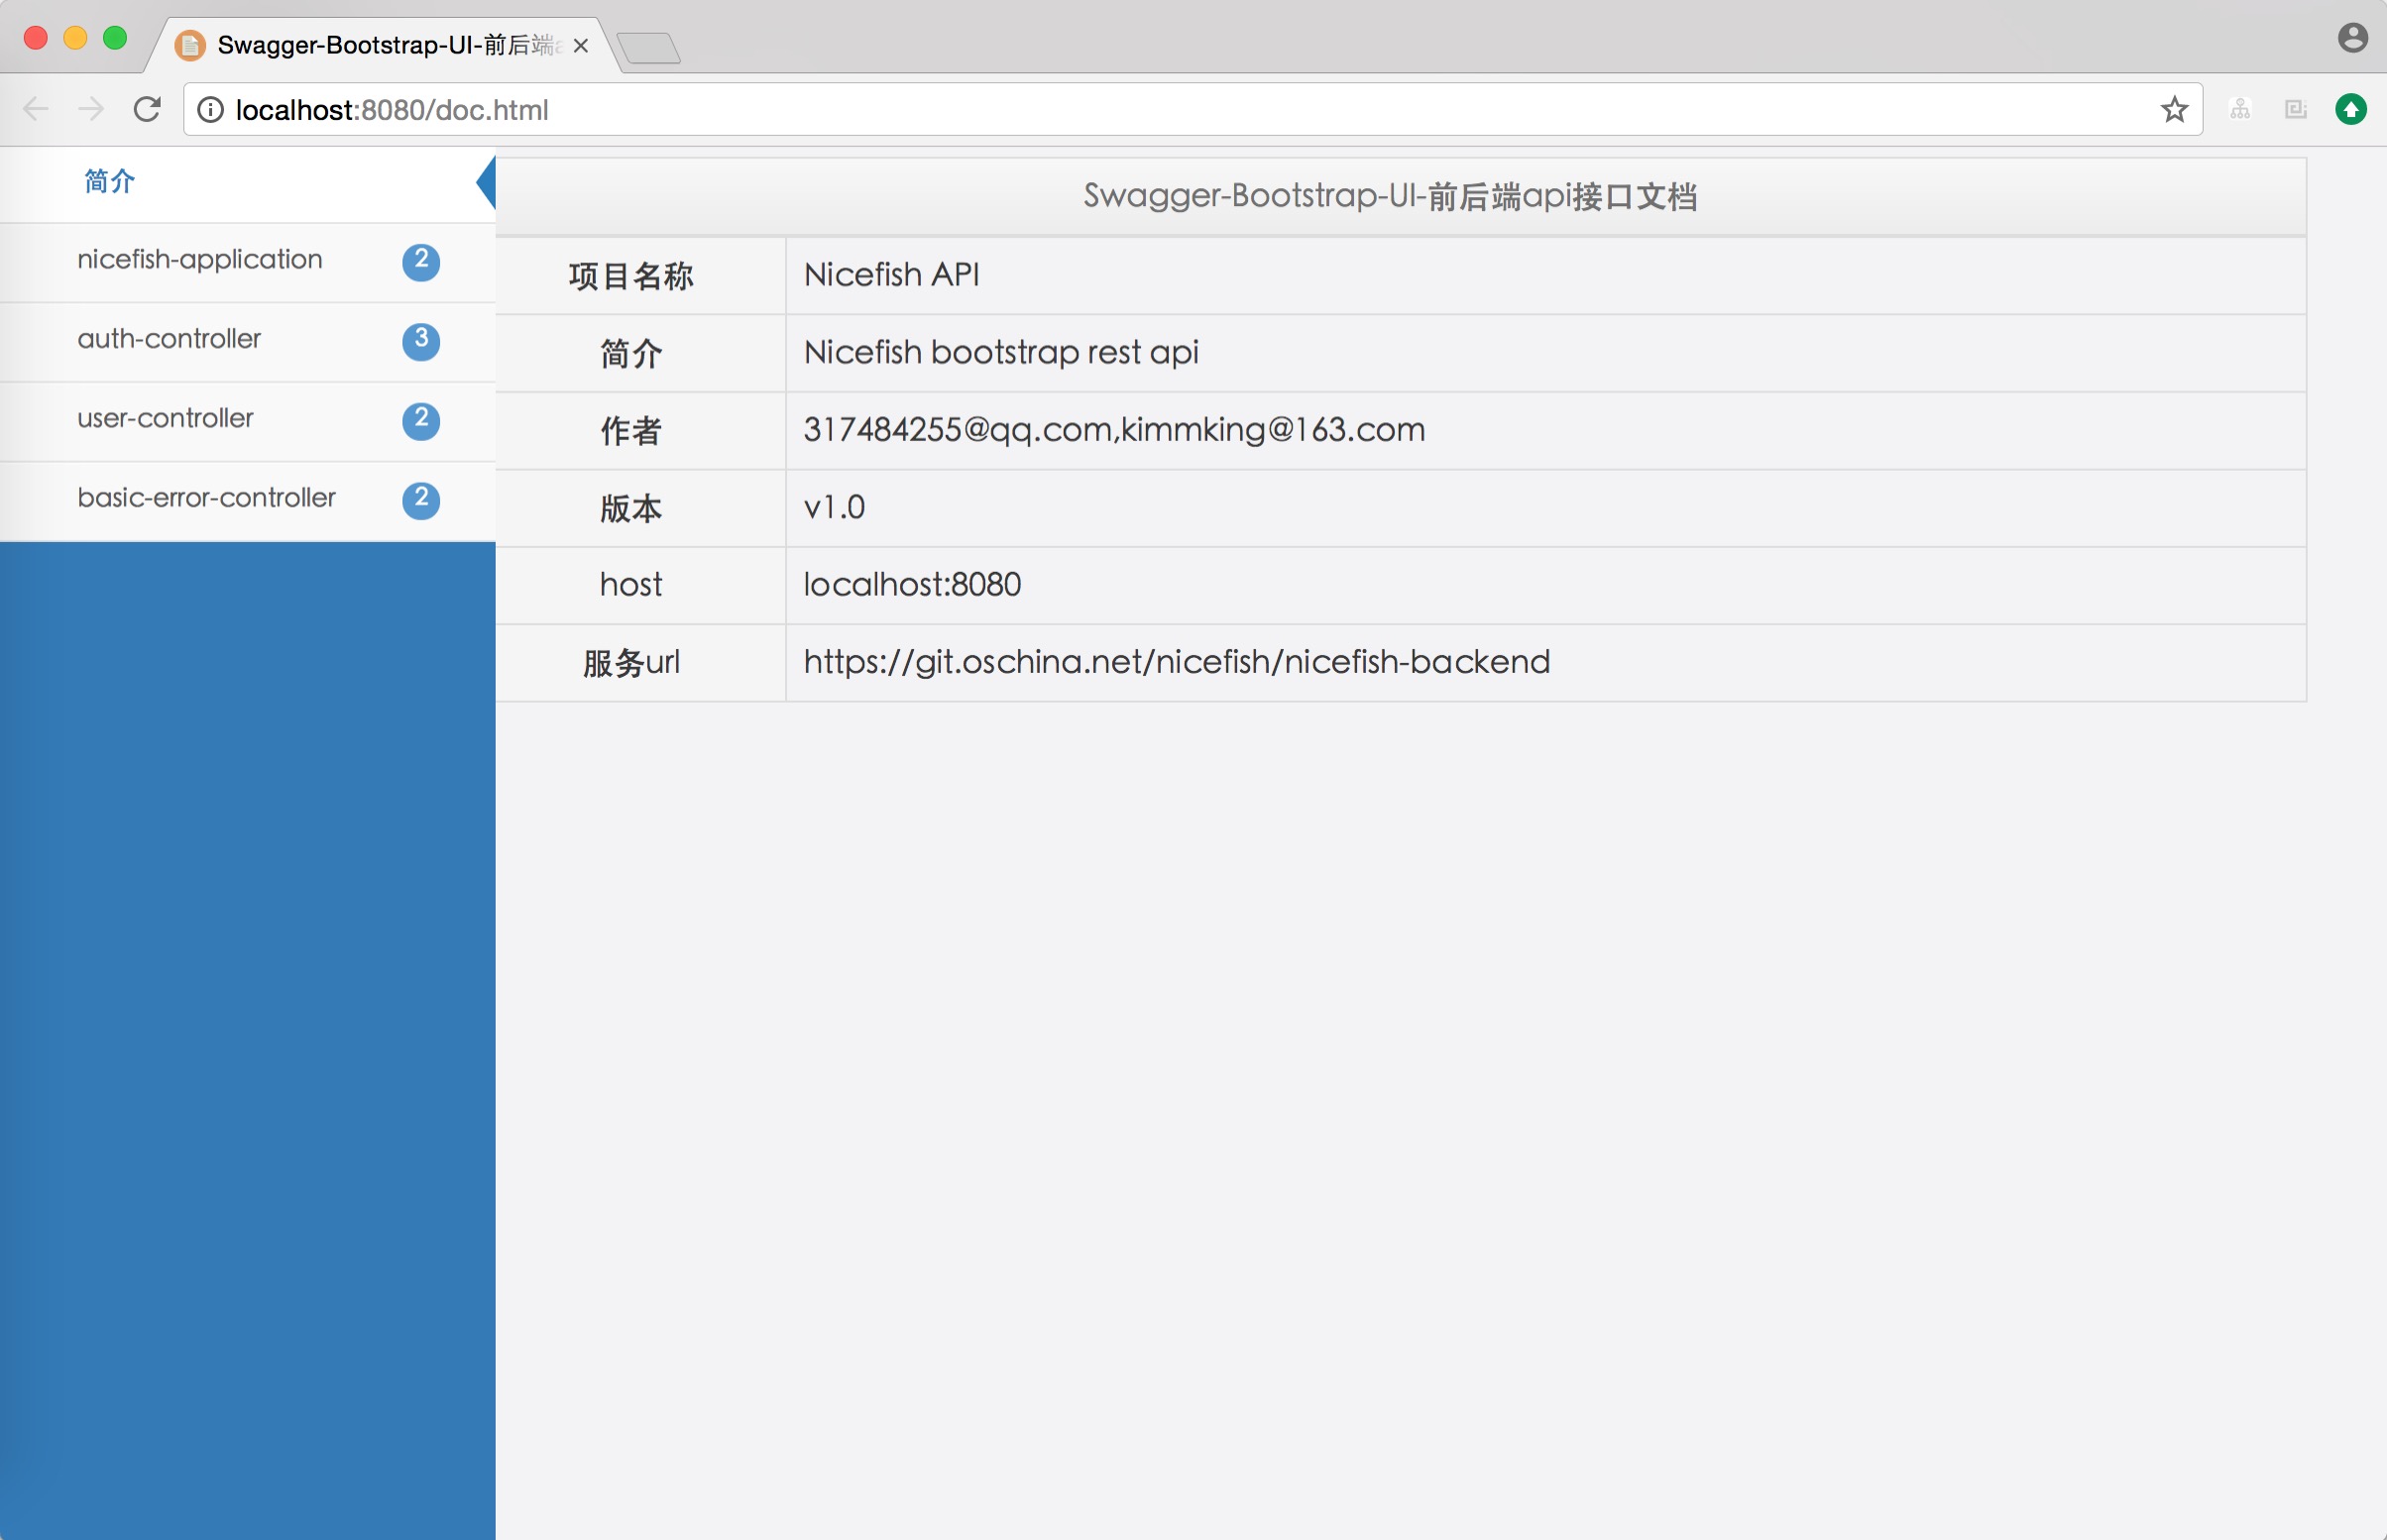 Swagger-Bootstrap-UI-前后端a
localhost:8080/doc.html
简介
nicefish-application 2
auth-controller 3
user-controller 2
basic-error-controller 2
Swagger-Bootstrap-UI-前后端api接口文档
项目名称 Nicefish API
简介 Nicefish bootstrap rest api
作者 317484255@qq.com,kimmking@163.com
版本 v1.0
host localhost:8080
服务url https://git.oschina.net/nicefish/nicefish-backend